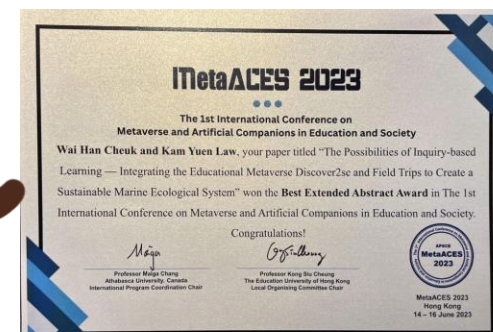 MetaACES 2023
The 1st International Conference on
Metaverse and Artificial Companions in Education and Society
Wai Han Cheuk and Kam Yuen Law, your paper titled “The Possibilities of Inquiry-based
Learning — Integrating the Educational Metaverse Discover2se and Field Trips to Create a
Sustainable Marine Ecological System” won the Best Extended Abstract Award in The 1st
International Conference on Metaverse and Artificial Companions in Education and Society.
Congratulations!
Maiga
Professor Maiga Chang
Athabasca University, Canada
International Program Coordination Chair
Professor Kong Siu Cheung
The Education University of Hong Kong
Local Organising Committee Chair
APSCE
MetaACES
2023
MetaACES 2023
Hong Kong
14 – 16 June 2023